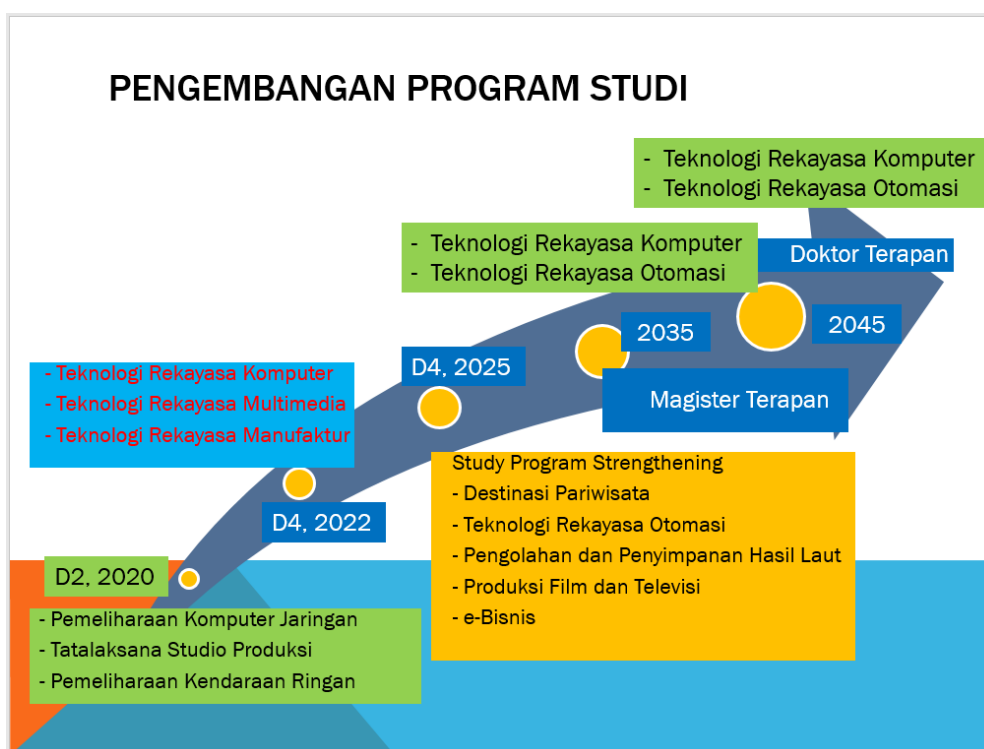 PENGEMBANGAN PROGRAM STUDI
- Teknologi Rekayasa Komputer
- Teknologi Rekayasa Otomasi
Doktor Terapan
2045
- Teknologi Rekayasa Komputer
- Teknologi Rekayasa Otomasi
2035
Magister Terapan
D4, 2025
Study Program Strengthening
- Destinasi Pariwisata
- Teknologi Rekayasa Otomasi
- Pengolahan dan Penyimpanan Hasil Laut
- Produksi Film dan Televisi
- e-Bisnis
- Teknologi Rekayasa Komputer
- Teknologi Rekayasa Multimedia
- Teknologi Rekayasa Manufaktur
D4, 2022
D2, 2020
- Pemeliharaan Komputer Jaringan
- Tatalaksana Studio Produksi
- Pemeliharaan Kendaraan Ringan